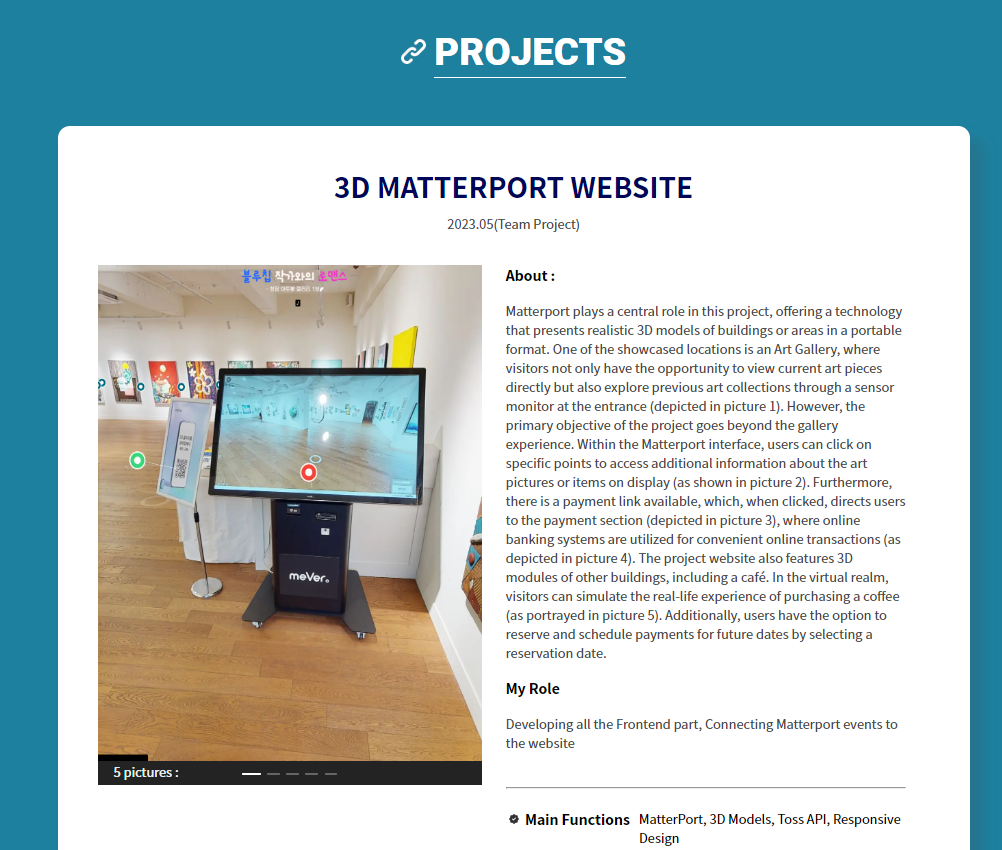 PROJECTS
3D MATTERPORT WEBSITE
2023.05(Team Project)
블루칩 작가와의 로맨스
meVer.
5 pictures :
About :
Matterport plays a central role in this project, offering a technology
that presents realistic 3D models of buildings or areas in a portable
format. One of the showcased locations is an Art Gallery, where
visitors not only have the opportunity to view current art pieces
directly but also explore previous art collections through a sensor
monitor at the entrance (depicted in picture 1). However, the
primary objective of the project goes beyond the gallery
experience. Within the Matterport interface, users can click on
specific points to access additional information about the art
pictures or items on display (as shown in picture 2). Furthermore,
there is a payment link available, which, when clicked, directs users
to the payment section (depicted in picture 3), where online
banking systems are utilized for convenient online transactions (as
depicted in picture 4). The project website also features 3D
modules of other buildings, including a café. In the virtual realm,
visitors can simulate the real-life experience of purchasing a coffee
(as portrayed in picture 5). Additionally, users have the option to
reserve and schedule payments for future dates by selecting a
reservation date.
My Role
Developing all the Frontend part, Connecting Matterport events to
the website
Main Functions MatterPort, 3D Models, Toss API, Responsive
Design